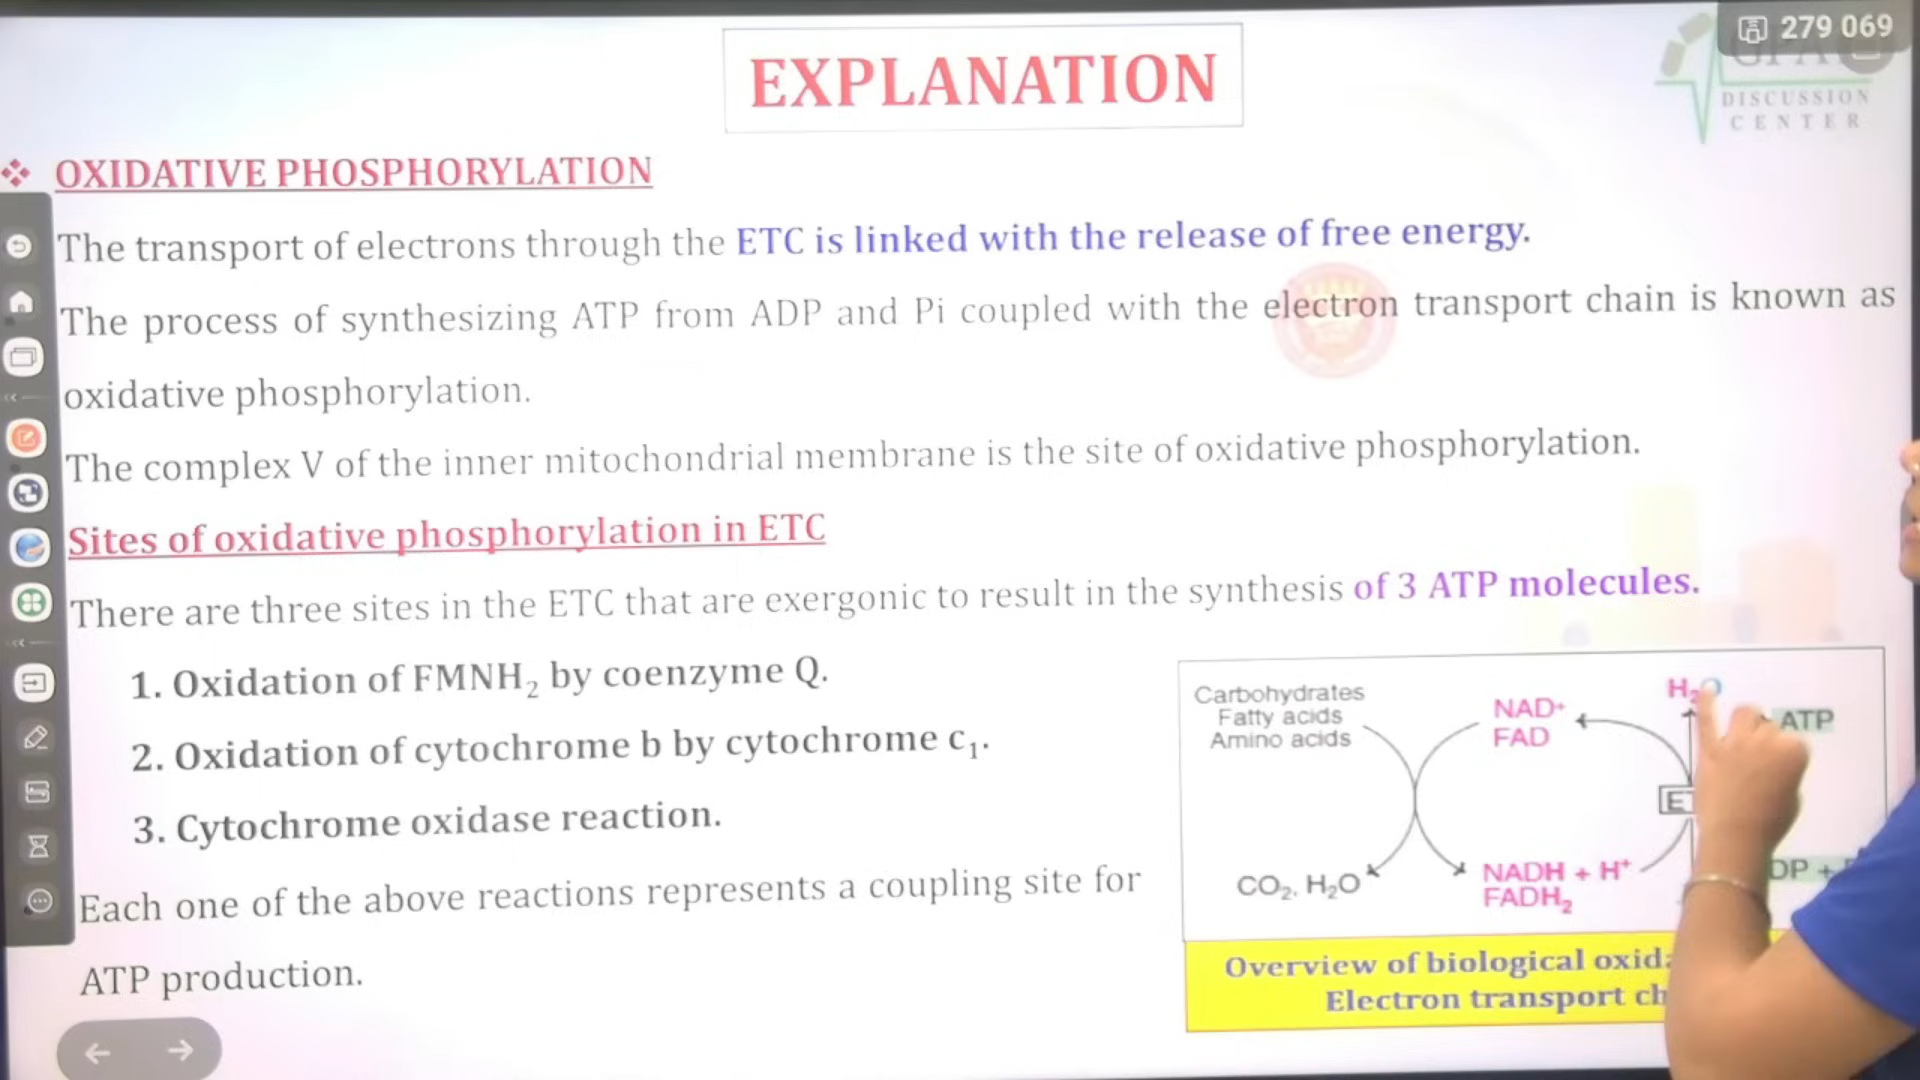 279 069
EXPLANATION
DISCUSSION
CENTER
❖ OXIDATIVE PHOSPHORYLATION
The transport of electrons through the ETC is linked with the release of free energy.
The process of synthesizing ATP from ADP and Pi coupled with the electron transport chain is known as
oxidative phosphorylation.
The complex V of the inner mitochondrial membrane is the site of oxidative phosphorylation.
Sites of oxidative phosphorylation in ETC
There are three sites in the ETC that are exergonic to result in the synthesis of 3 ATP molecules.
1. Oxidation of FMNH₂ by coenzyme Q.
2. Oxidation of cytochrome b by cytochrome c₁.
3. Cytochrome oxidase reaction.
Each one of the above reactions represents a coupling site for
ATP production.
Carbohydrates
Fatty acids
Amino acids
NAD⁺
FAD
H₂O
ATP
CO₂, H₂O
NADH + H⁺
FADH₂
Overview of biological
Electron transport